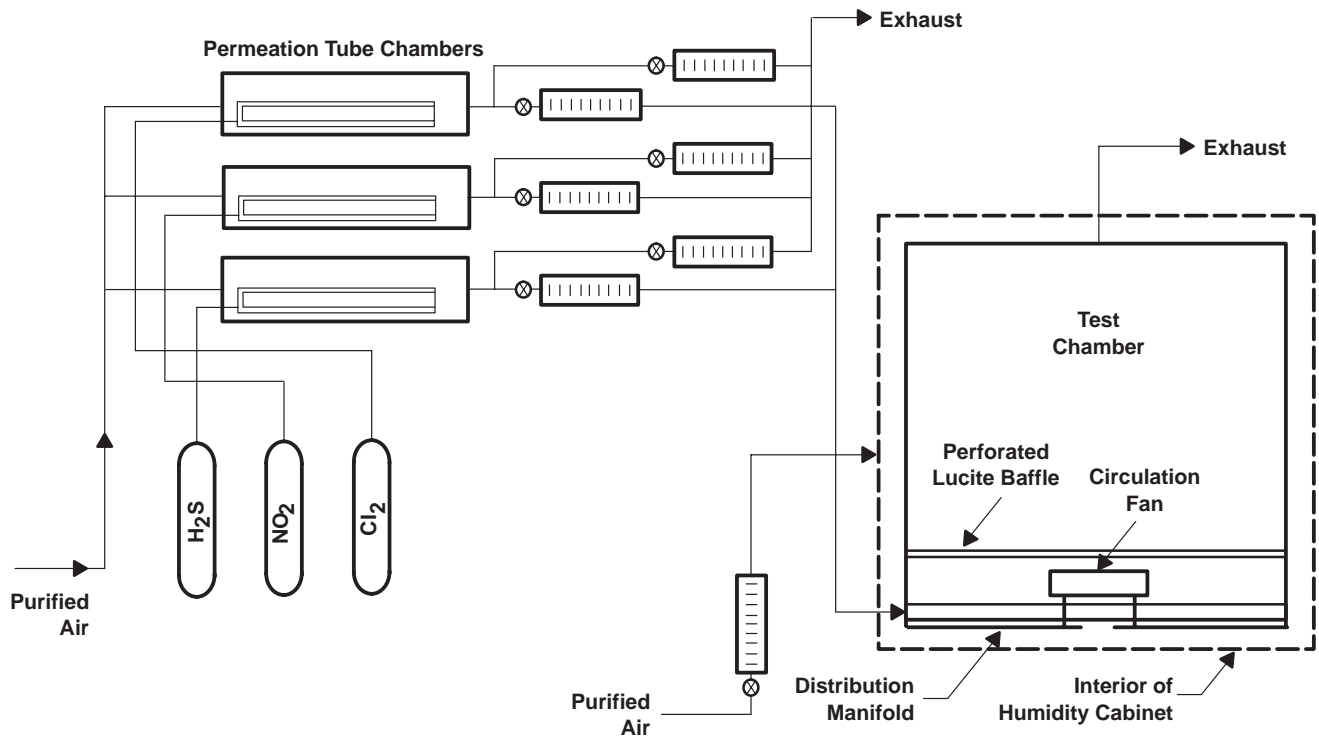 Exhaust
Permeation Tube Chambers
Exhaust
Test
Chamber
Perforated
Lucite Baffle
Circulation
Fan
H2S
NO2
Cl2
Purified
Air
Purified
Air
Distribution
Manifold
Interior of
Humidity Cabinet